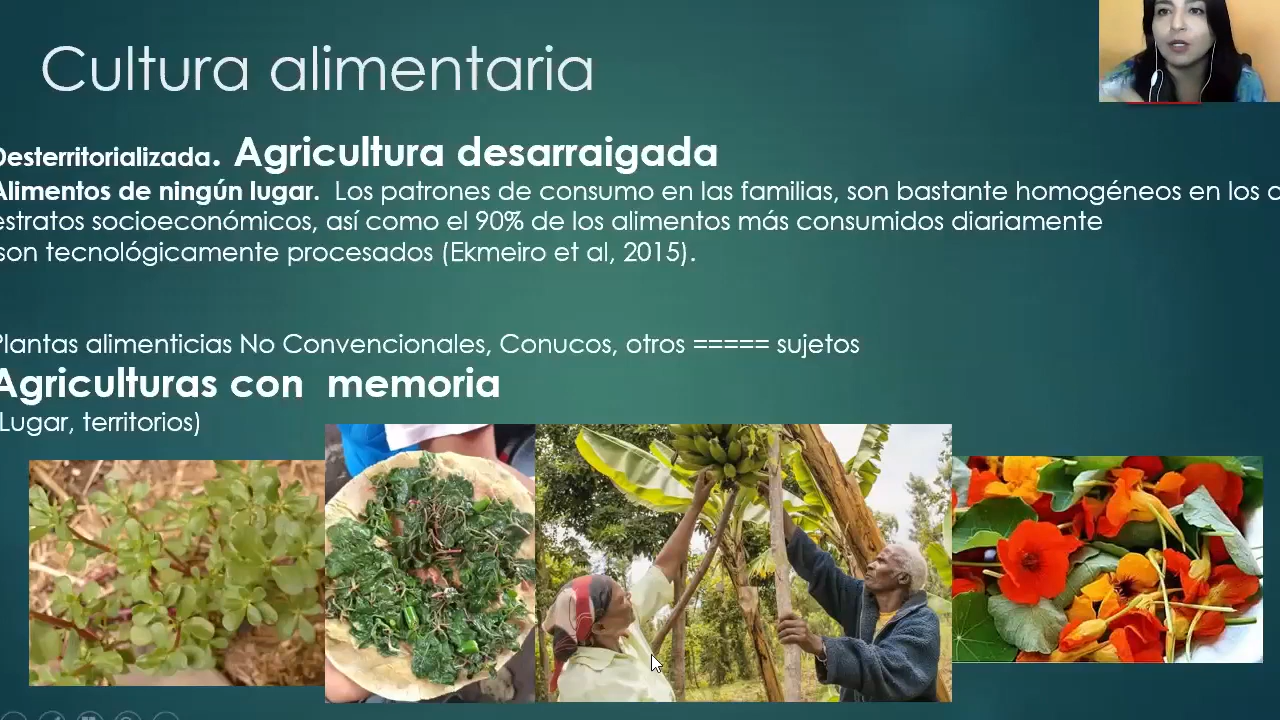 Cultura alimentaria
Desterritorializada. Agricultura desarraigada
Alimentos de ningún lugar. Los patrones de consumo en las familias, son bastante homogéneos en los
estratos socioeconómicos, así como el 90% de los alimentos más consumidos diariamente
son tecnológicamente procesados (Ekmeiro et al, 2015).
Plantas alimenticias No Convencionales, Conucos, otros ===== sujetos
Agriculturas con memoria
Lugar, territorios)